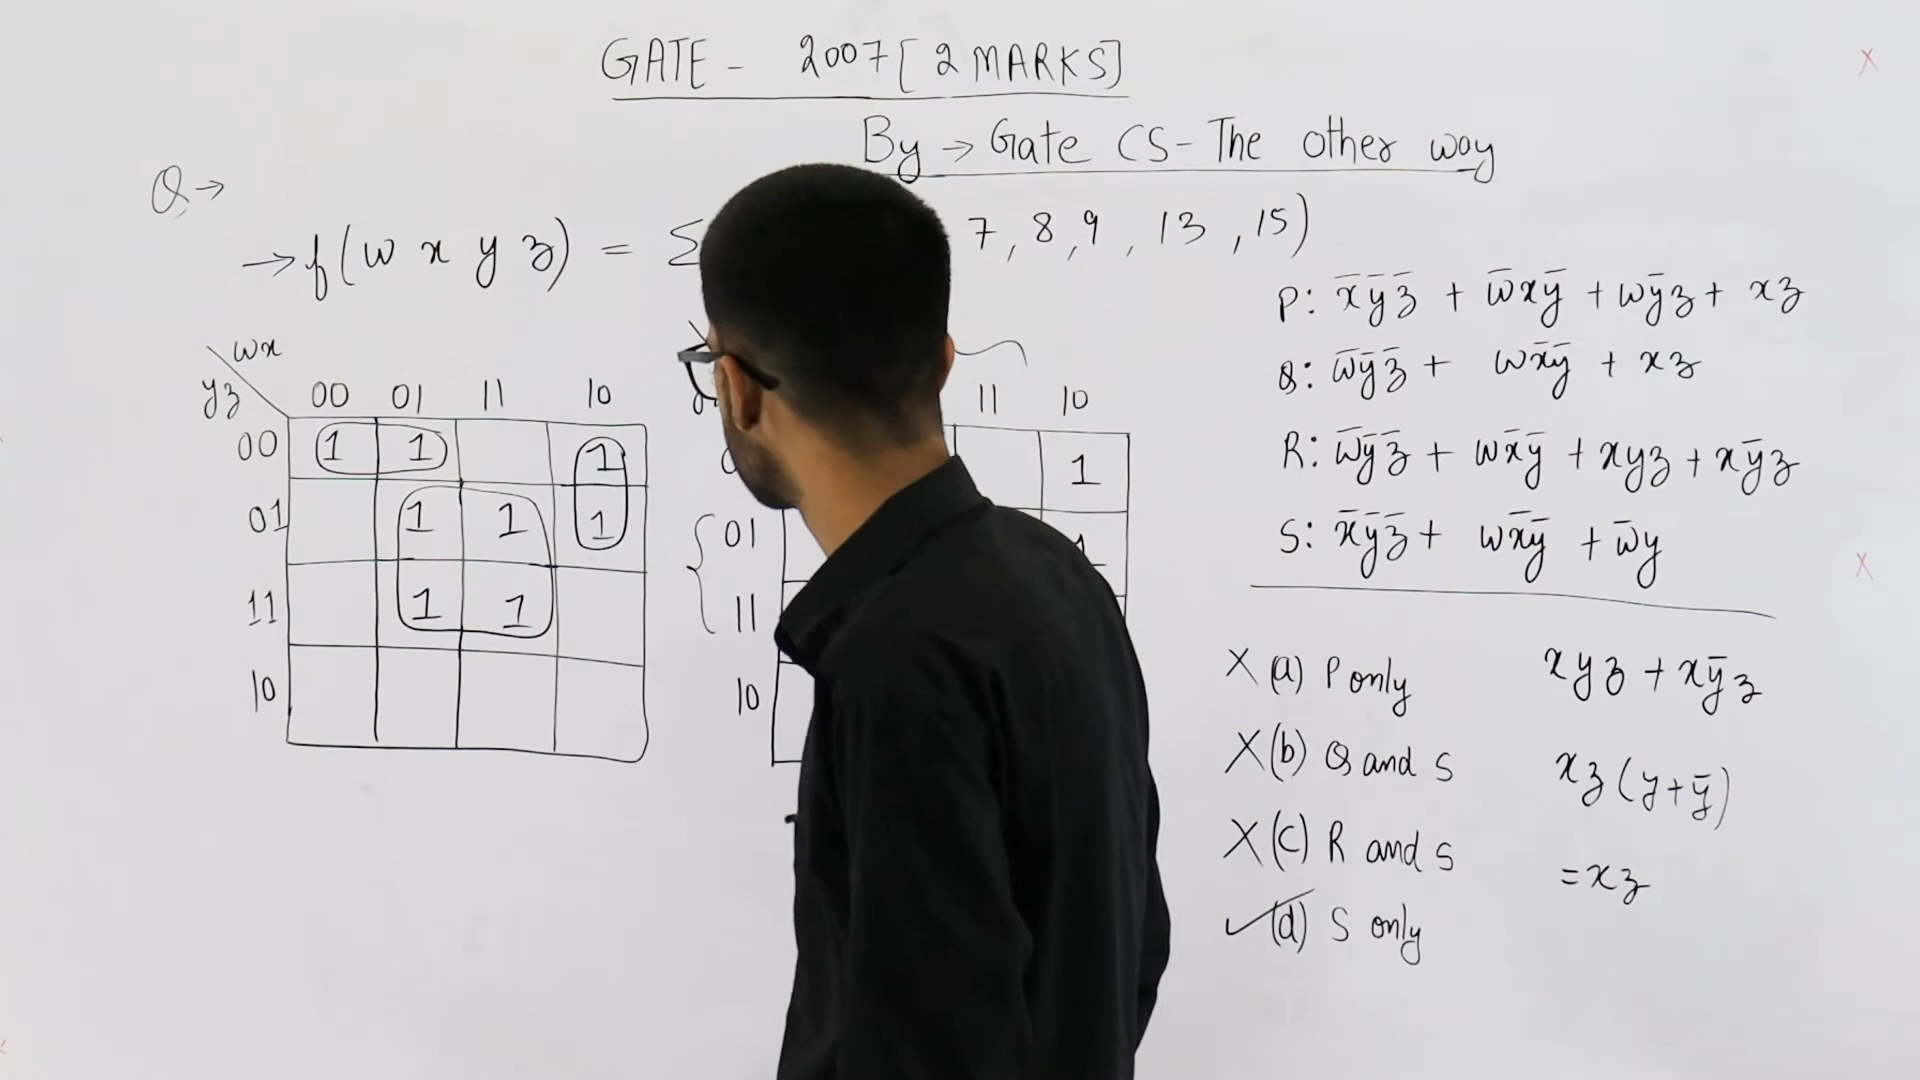 GATE - 2007 [ 2 MARKS ]
By → Gate CS - The other way
Q →
→ f(w x y z) = Σ 7, 8, 9, 13, 15)
P: x̄ȳz̄ + w̄xȳ + wȳz + xz
Q: w̄ȳz̄ + wx̄ȳ + xz
R: w̄ȳz̄ + wx̄ȳ + xyz + xȳz
S: x̄ȳz̄ + wx̄ȳ + w̄y
wx
yz 00 01 11 10
00 1 1 1
01 1 1 1
11 1 1
10
11 10
1
01 1
11
10
X (a) P only
X (b) Q and S
X (c) R and S
✓ (d) S only
xyz + xȳz
xz(y+ȳ)
= xz